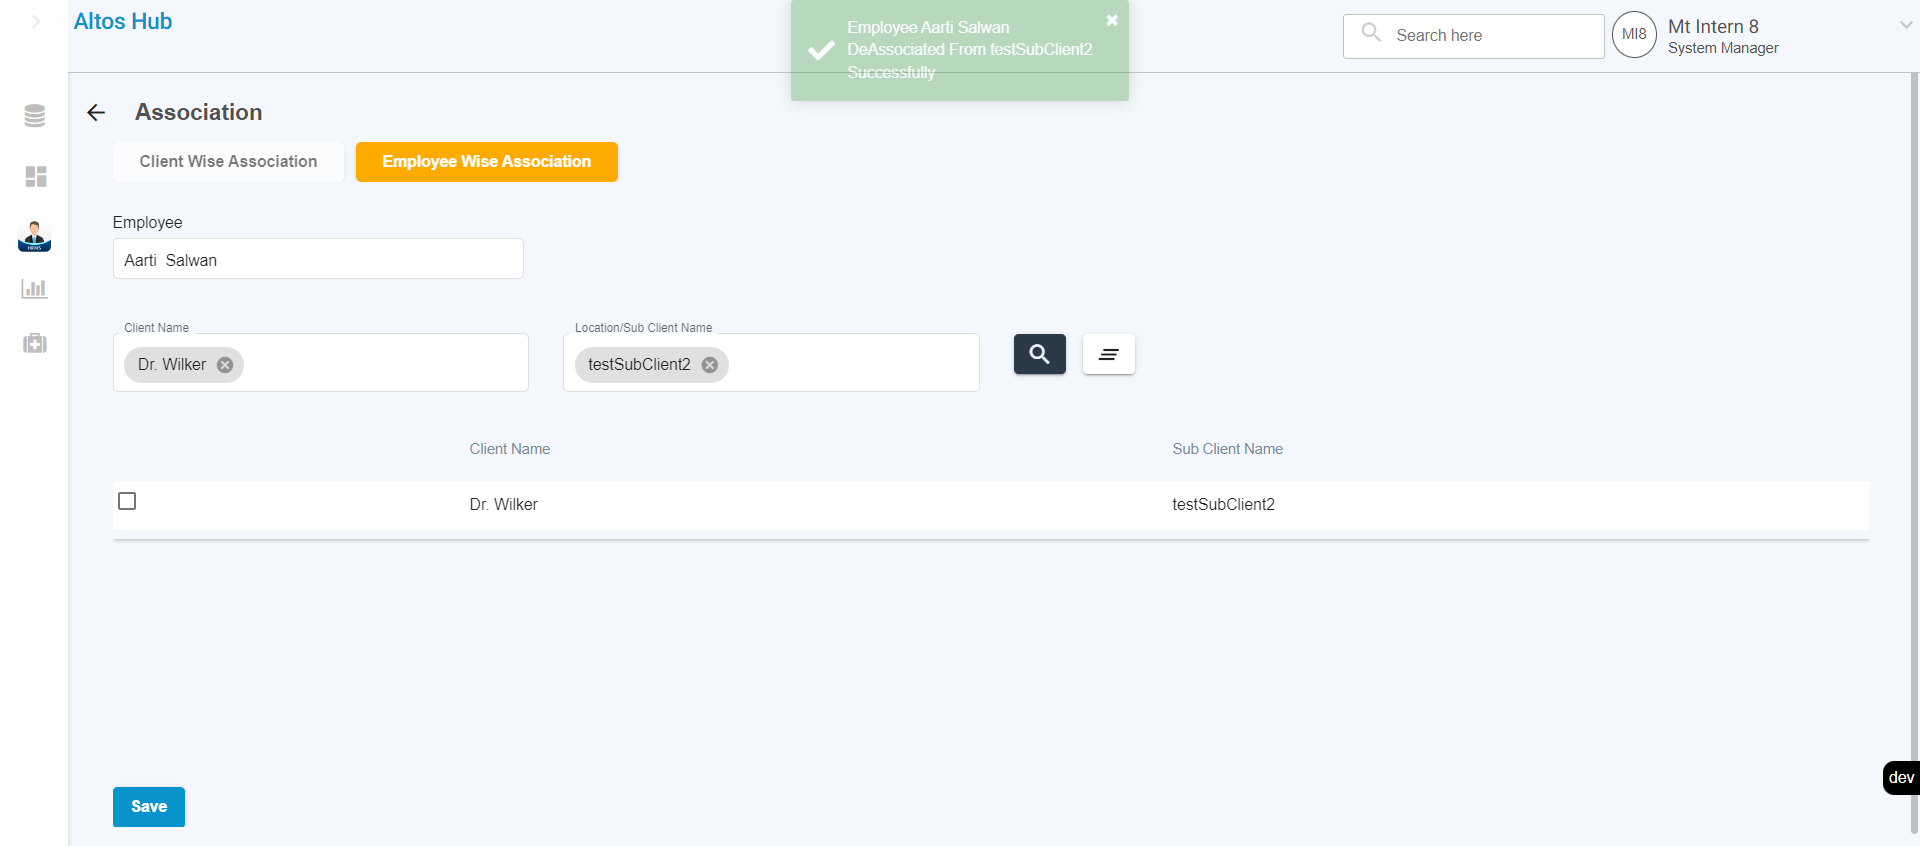 Altos Hub
Employee Aarti Salwan
DeAssociated From testSubClient2
Successfully
Search here
MI8
Mt Intern 8
System Manager
Association
Client Wise Association
Employee Wise Association
HRMS
Employee
Aarti  Salwan
Client Name
Dr. Wilker
Location/Sub Client Name
testSubClient2
Client Name
Sub Client Name
Dr. Wilker
testSubClient2
dev
Save